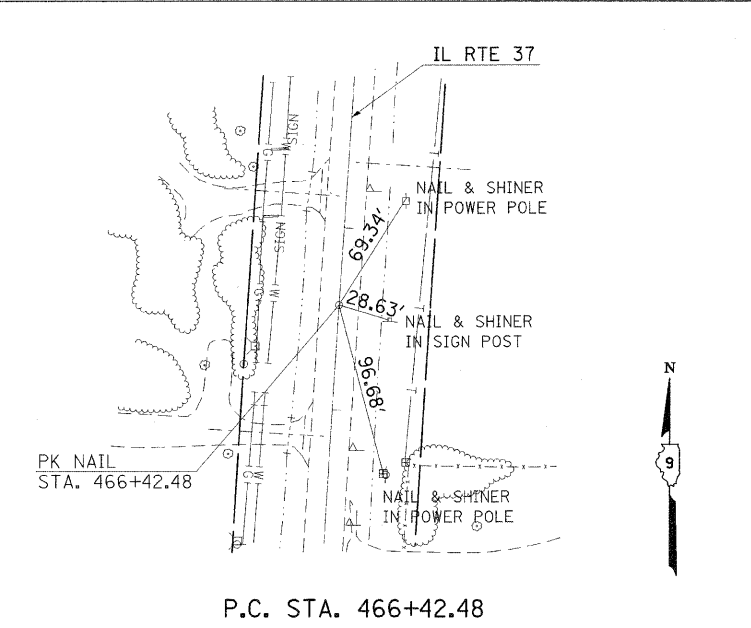 IL RTE 37
SIGN
G
W
NAIL & SHINER
IN POWER POLE
69.34'
SIGN
28.63'
W
G
NAIL & SHINER
IN SIGN POST
96.68'
N
PK NAIL
STA. 466+42.48
9
W
G
NAIL & SHINER
IN POWER POLE
P.C. STA. 466+42.48